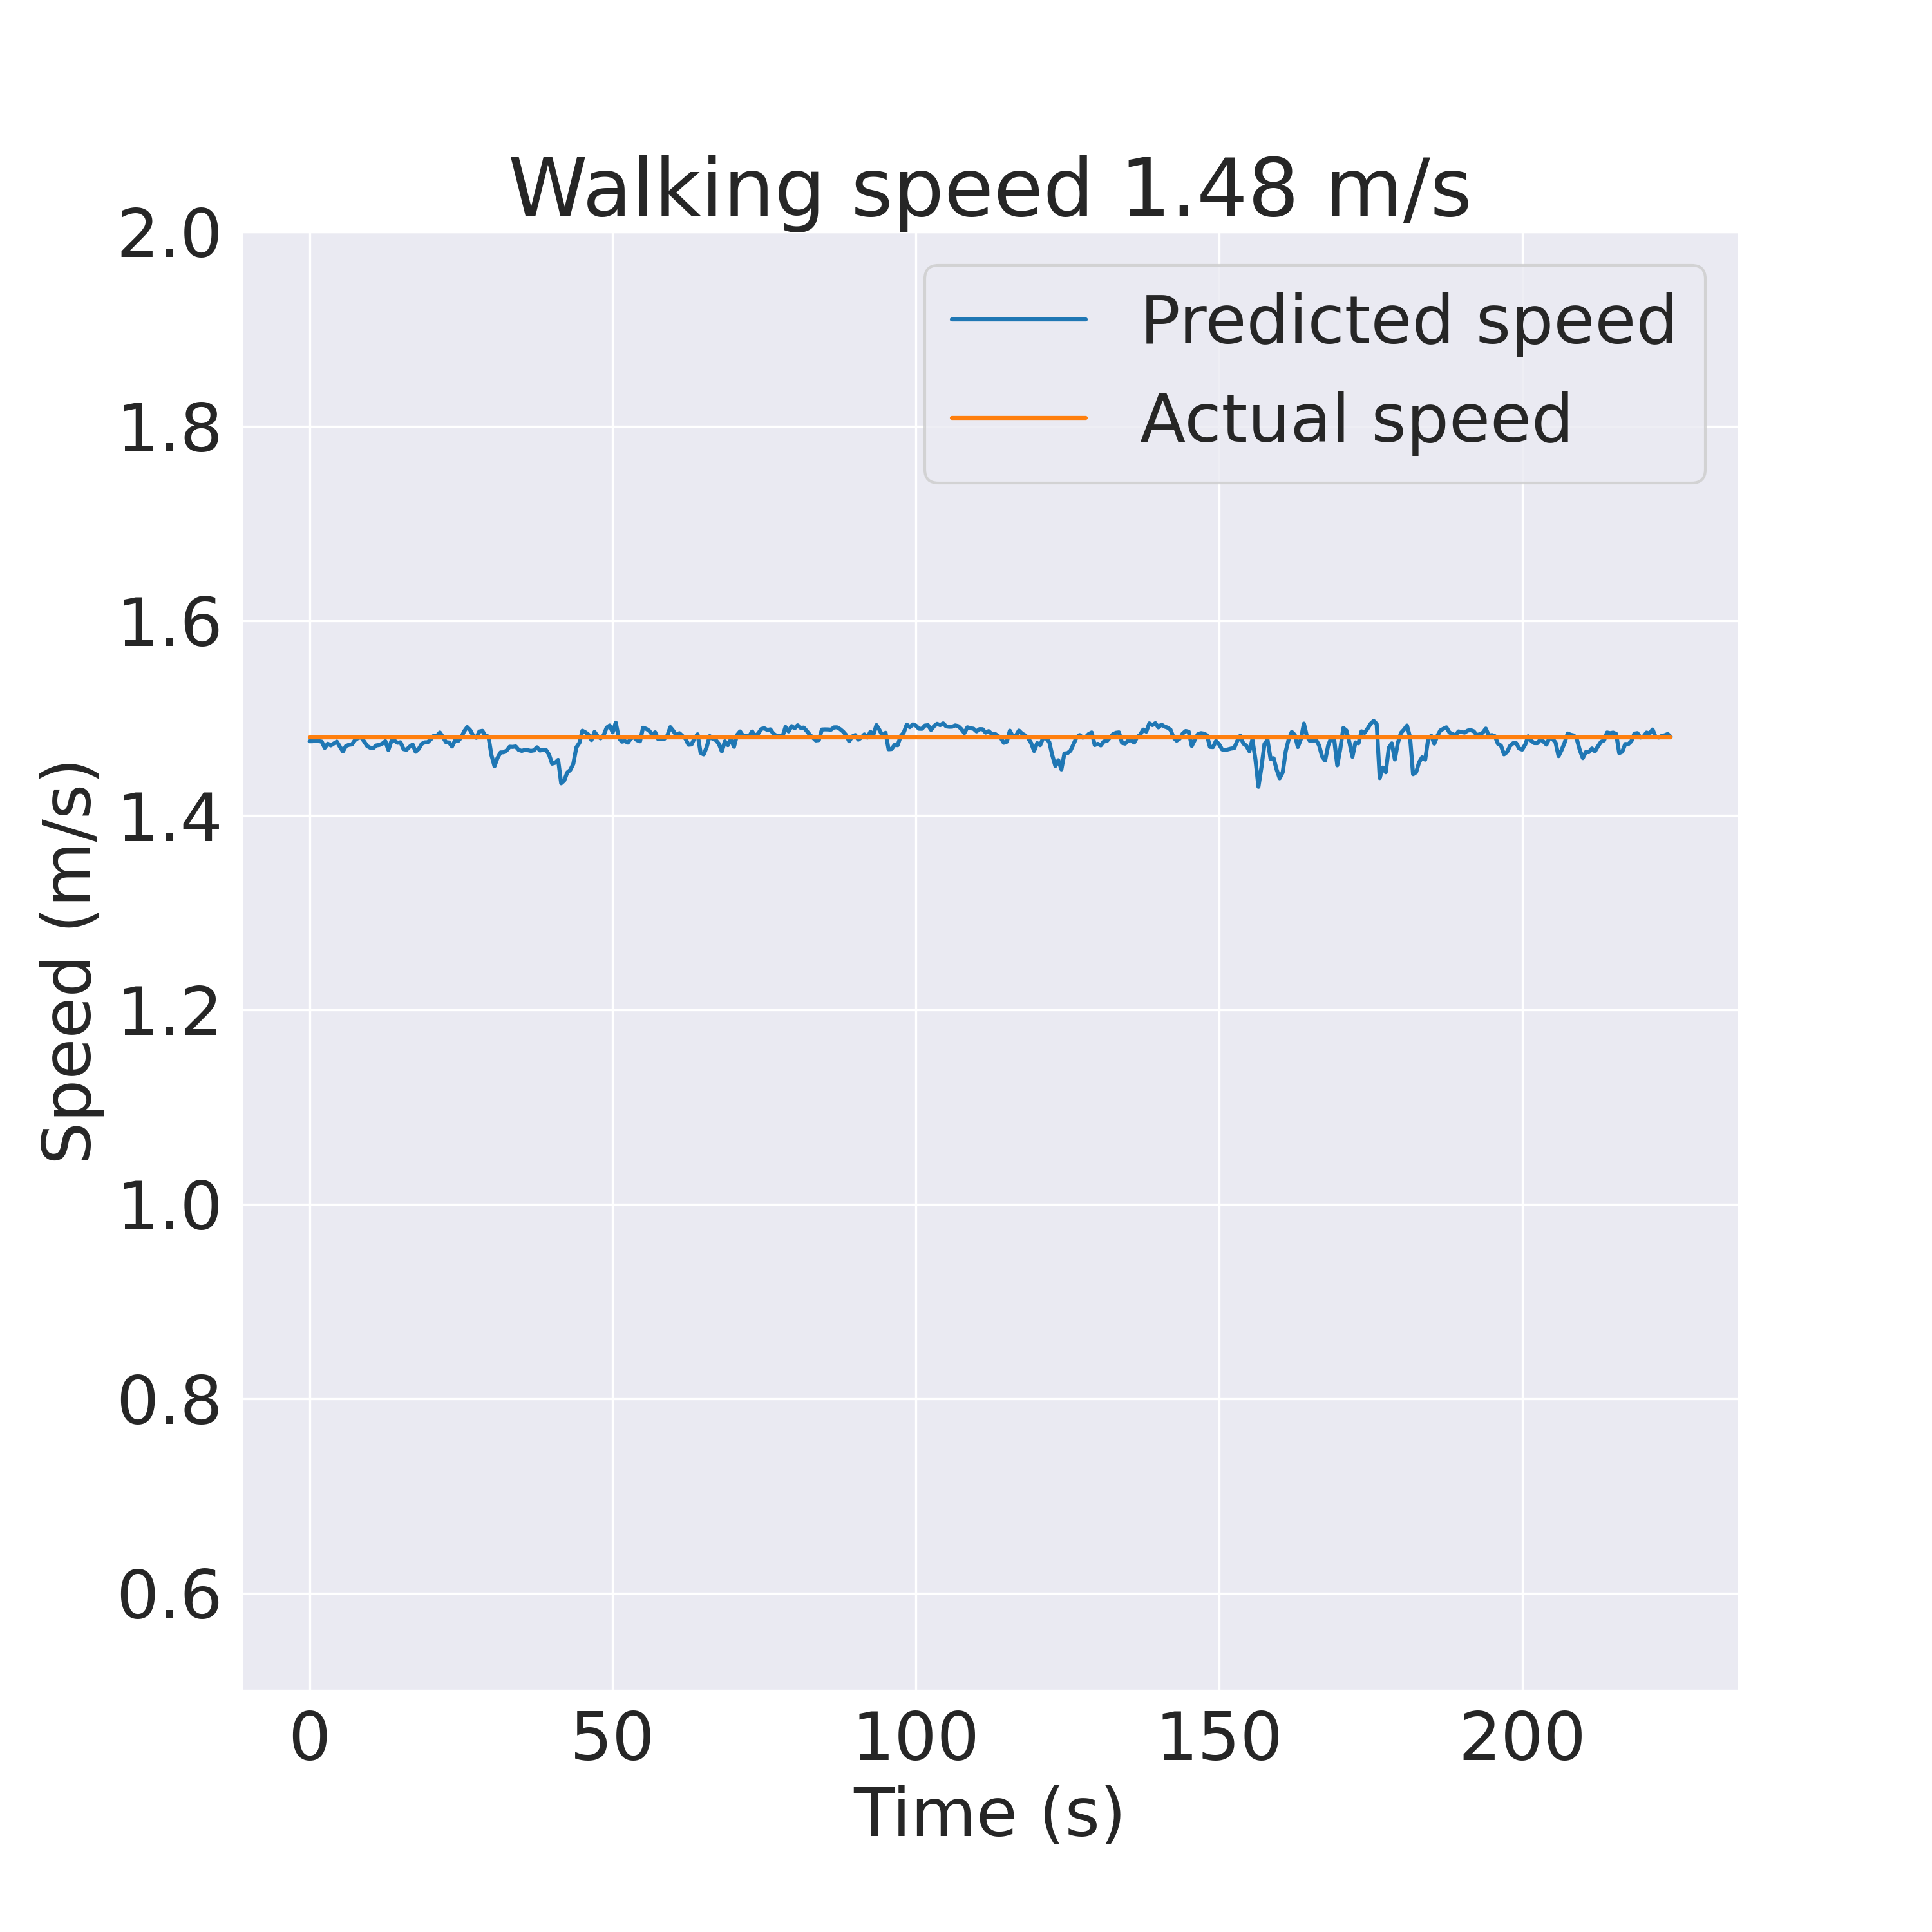 Walking speed 1.48 m/s
Predicted speed
Actual speed
2.0
1.8
1.6
1.4
1.2
1.0
0.8
0.6
Speed (m/s)
0 50 100 150 200
Time (s)